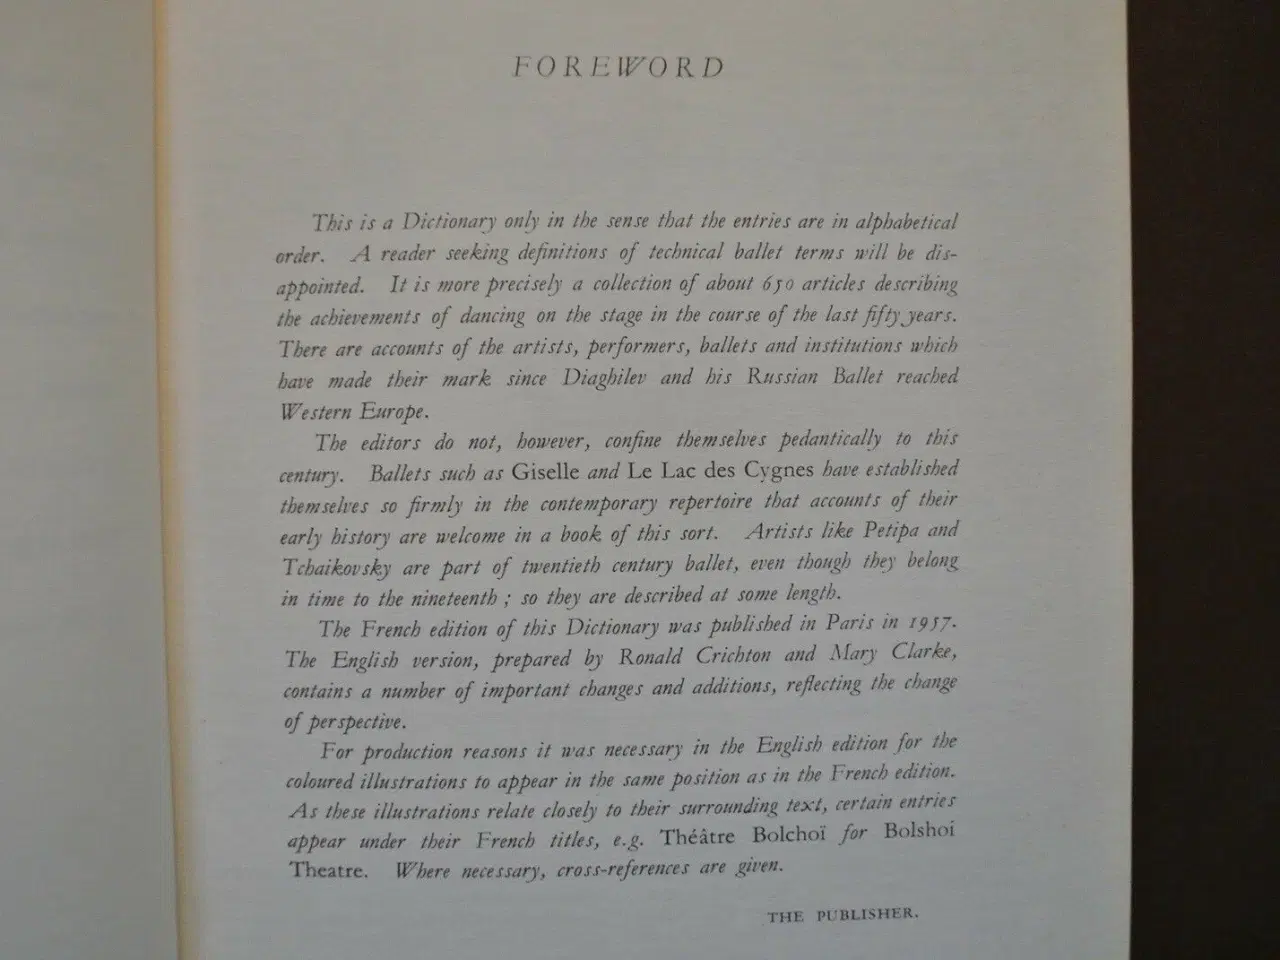 FOREWORD
This is a Dictionary only in the sense that the entries are in alphabetical
order. A reader seeking definitions of technical ballet terms will be dis-
appointed. It is more precisely a collection of about 650 articles describing
the achievements of dancing on the stage in the course of the last fifty years.
There are accounts of the artists, performers, ballets and institutions which
have made their mark since Diaghilev and his Russian Ballet reached
Western Europe.
The editors do not, however, confine themselves pedantically to this
century. Ballets such as Giselle and Le Lac des Cygnes have established
themselves so firmly in the contemporary repertoire that accounts of their
early history are welcome in a book of this sort. Artists like Petipa and
Tchaikovsky are part of twentieth century ballet, even though they belong
in time to the nineteenth ; so they are described at some length.
The French edition of this Dictionary was published in Paris in 1957.
The English version, prepared by Ronald Crichton and Mary Clarke,
contains a number of important changes and additions, reflecting the change
of perspective.
For production reasons it was necessary in the English edition for the
coloured illustrations to appear in the same position as in the French edition.
As these illustrations relate closely to their surrounding text, certain entries
appear under their French titles, e.g. Théâtre Bolchoï for Bolshoi
Theatre. Where necessary, cross-references are given.
THE PUBLISHER.